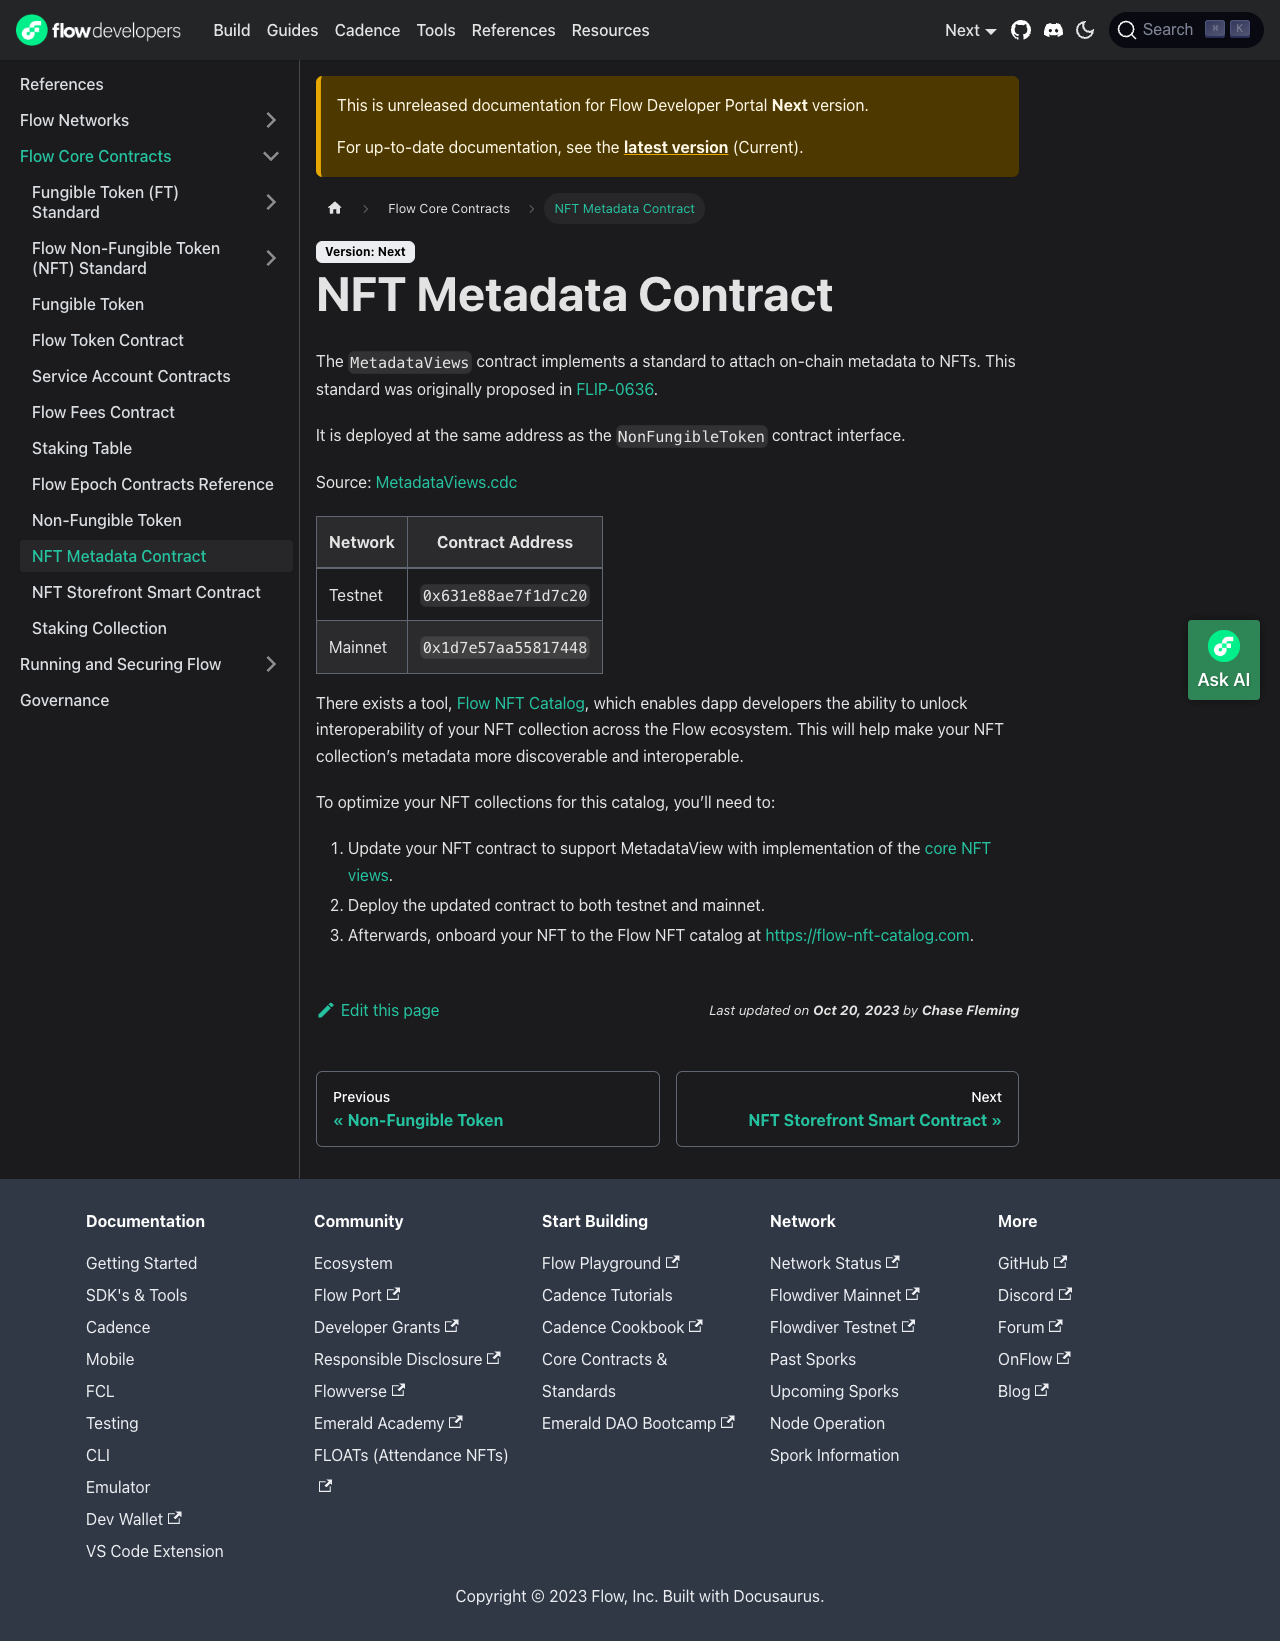 flowdevelopers
Build Guides Cadence Tools References Resources
Next
Search ⌘ K
References
Flow Networks
Flow Core Contracts
Fungible Token (FT)
Standard
Flow Non-Fungible Token
(NFT) Standard
Fungible Token
Flow Token Contract
Service Account Contracts
Flow Fees Contract
Staking Table
Flow Epoch Contracts Reference
Non-Fungible Token
NFT Metadata Contract
NFT Storefront Smart Contract
Staking Collection
Running and Securing Flow
Governance
This is unreleased documentation for Flow Developer Portal Next version.
For up-to-date documentation, see the latest version (Current).
Flow Core Contracts
NFT Metadata Contract
Version: Next
NFT Metadata Contract
The MetadataViews contract implements a standard to attach on-chain metadata to NFTs. This
standard was originally proposed in FLIP-0636.
It is deployed at the same address as the NonFungibleToken contract interface.
Source: MetadataViews.cdc
Network Contract Address
Testnet 0x631e88ae7f1d7c20
Mainnet 0x1d7e57aa55817448
There exists a tool, Flow NFT Catalog, which enables dapp developers the ability to unlock
interoperability of your NFT collection across the Flow ecosystem. This will help make your NFT
collection's metadata more discoverable and interoperable.
To optimize your NFT collections for this catalog, you'll need to:
1. Update your NFT contract to support MetadataView with implementation of the core NFT
views.
2. Deploy the updated contract to both testnet and mainnet.
3. Afterwards, onboard your NFT to the Flow NFT catalog at https://flow-nft-catalog.com.
Edit this page
Last updated on Oct 20, 2023 by Chase Fleming
Previous
« Non-Fungible Token
Next
NFT Storefront Smart Contract »
Ask AI
Documentation
Getting Started
SDK's & Tools
Cadence
Mobile
FCL
Testing
CLI
Emulator
Dev Wallet
VS Code Extension
Community
Ecosystem
Flow Port
Developer Grants
Responsible Disclosure
Flowverse
Emerald Academy
FLOATs (Attendance NFTs)
Start Building
Flow Playground
Cadence Tutorials
Cadence Cookbook
Core Contracts &
Standards
Emerald DAO Bootcamp
Network
Network Status
Flowdiver Mainnet
Flowdiver Testnet
Past Sporks
Upcoming Sporks
Node Operation
Spork Information
More
GitHub
Discord
Forum
OnFlow
Blog
Copyright © 2023 Flow, Inc. Built with Docusaurus.